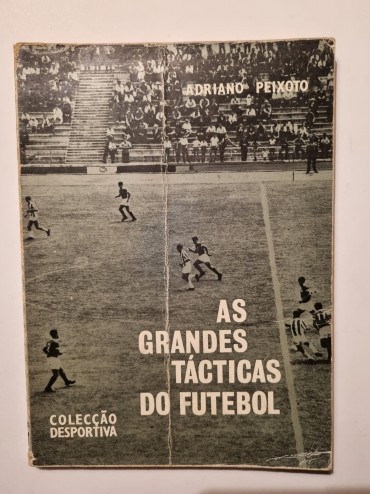 ADRIANO PEIXOTO
AS
GRANDES
TÁCTICAS
DO FUTEBOL
COLECÇÃO
DESPORTIVA